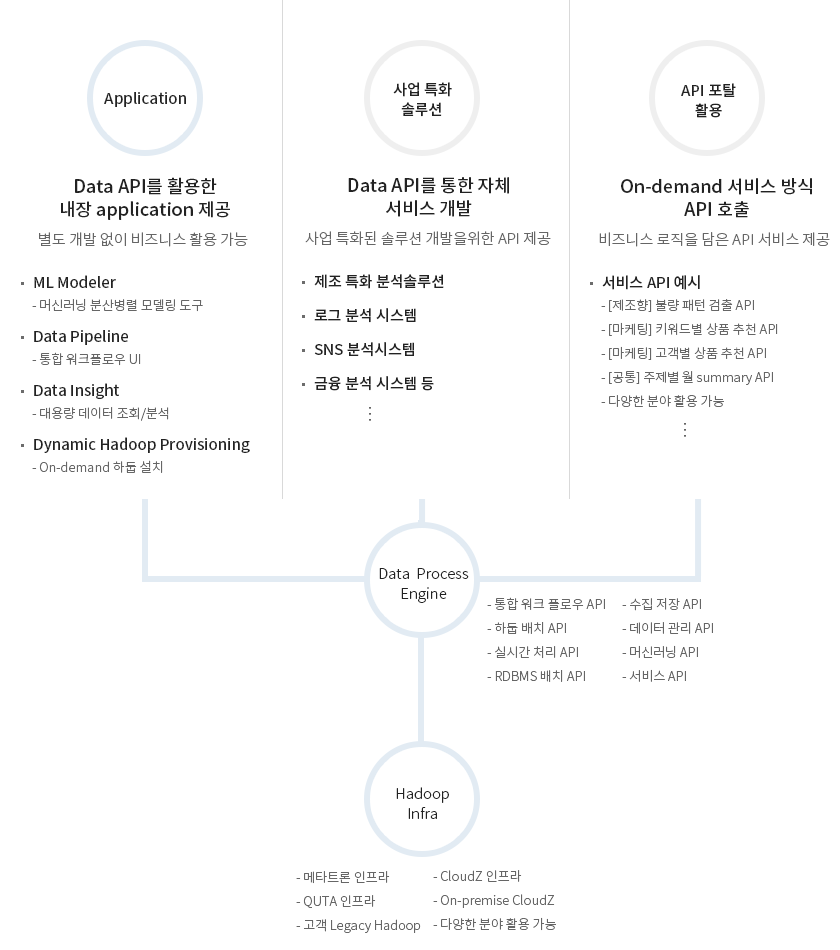 Application
Data API를 활용한
내장 application 제공
별도 개발 없이 비즈니스 활용 가능
ML Modeler
- 머신러닝 분산병렬 모델링 도구
Data Pipeline
- 통합 워크플로우 UI
Data Insight
- 대용량 데이터 조회/분석
Dynamic Hadoop Provisioning
- On-demand 하둡 설치
사업 특화
솔루션
Data API를 통한 자체
서비스 개발
사업 특화된 솔루션 개발을위한 API 제공
제조 특화 분석솔루션
로그 분석 시스템
SNS 분석시스템
금융 분석 시스템 등
⋮
API 포탈
활용
On-demand 서비스 방식
API 호출
비즈니스 로직을 담은 API 서비스 제공
서비스 API 예시
- [제조향] 불량 패턴 검출 API
- [마케팅] 키워드별 상품 추천 API
- [마케팅] 고객별 상품 추천 API
- [공통] 주제별 월 summary API
- 다양한 분야 활용 가능
⋮
Data Process
Engine
- 통합 워크 플로우 API
- 하둡 배치 API
- 실시간 처리 API
- RDBMS 배치 API
- 수집 저장 API
- 데이터 관리 API
- 머신러닝 API
- 서비스 API
Hadoop
Infra
- 메타트론 인프라
- QUTA 인프라
- 고객 Legacy Hadoop
- CloudZ 인프라
- On-premise CloudZ
- 다양한 분야 활용 가능